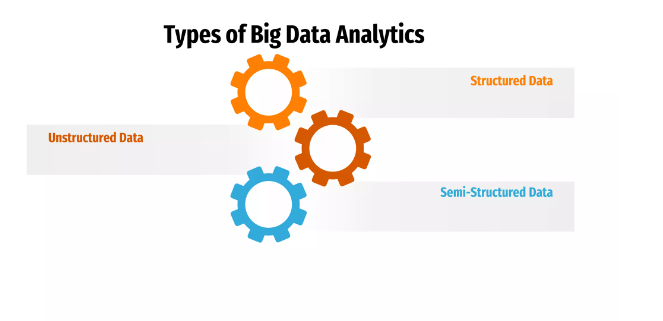 Types of Big Data Analytics
Structured Data
Unstructured Data
Semi-Structured Data